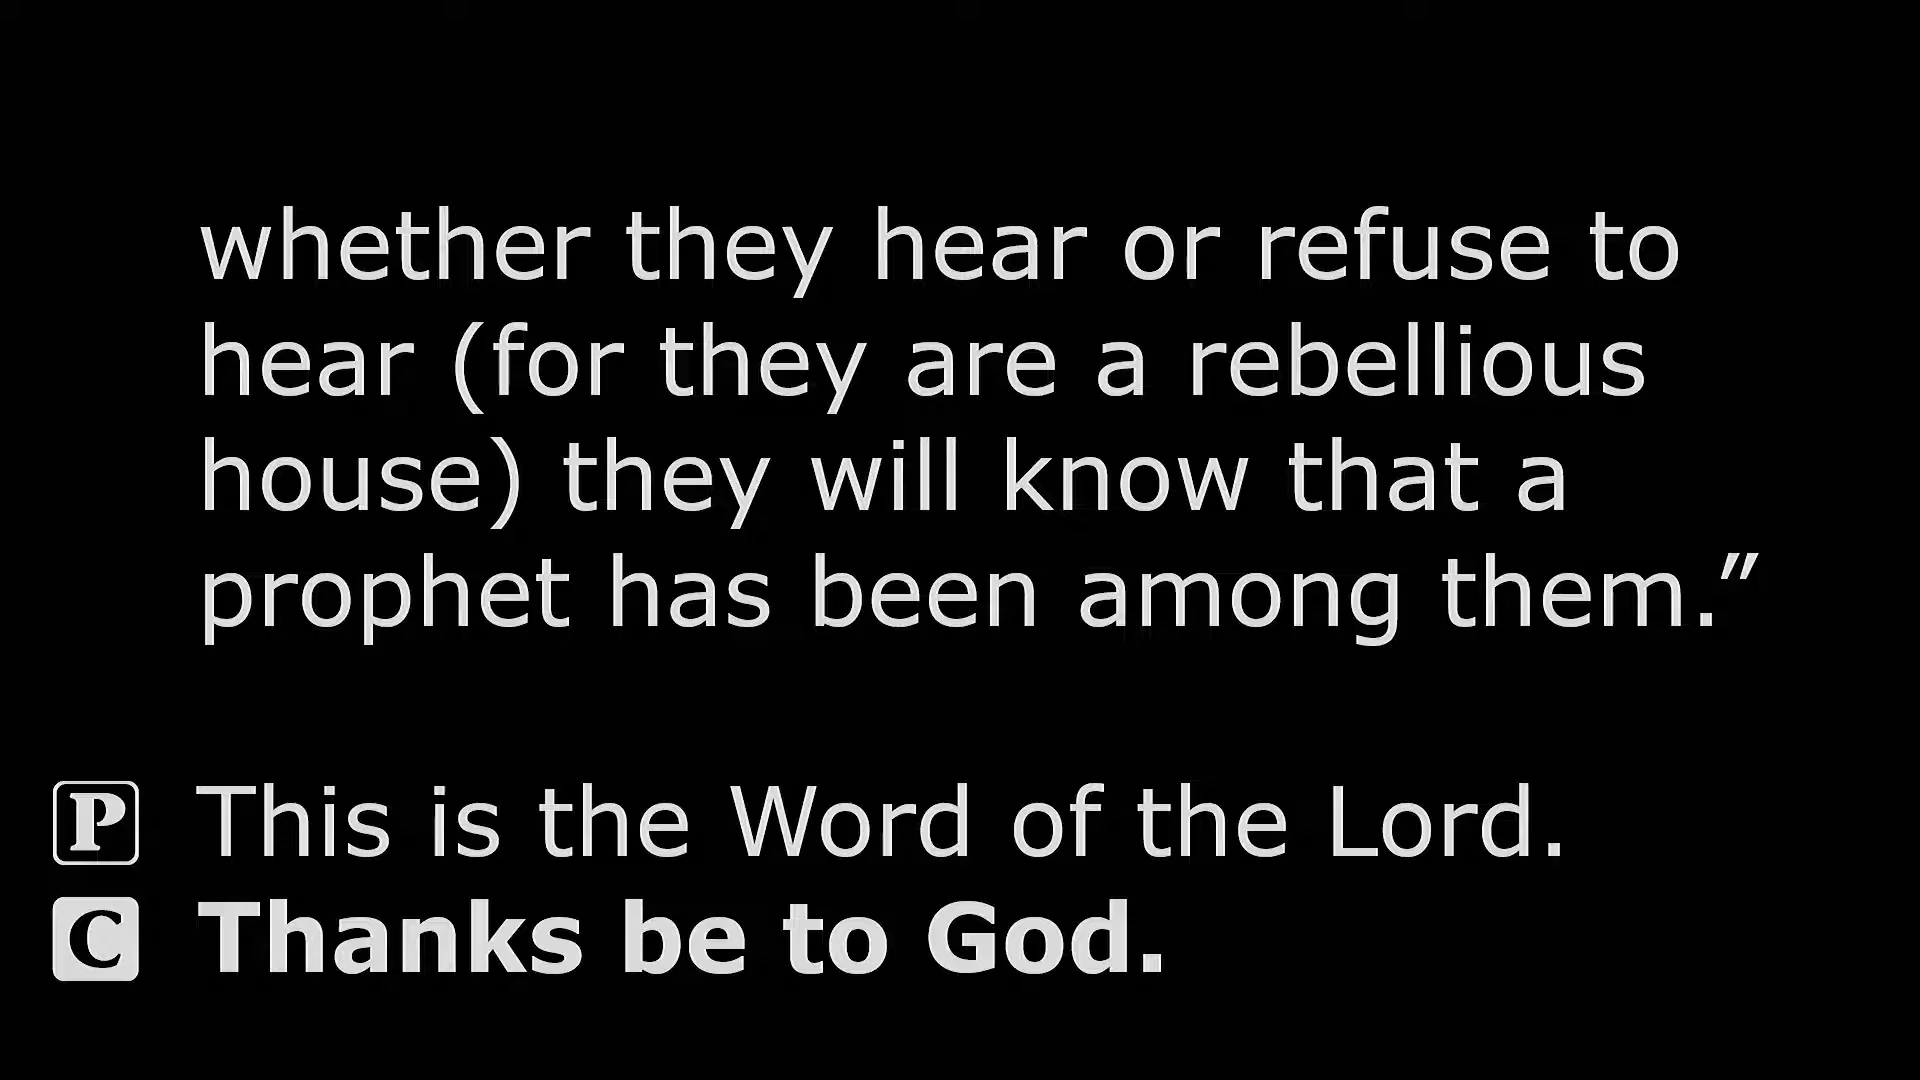 whether they hear or refuse to
hear (for they are a rebellious
house) they will know that a
prophet has been among them.”
P This is the Word of the Lord.
C Thanks be to God.